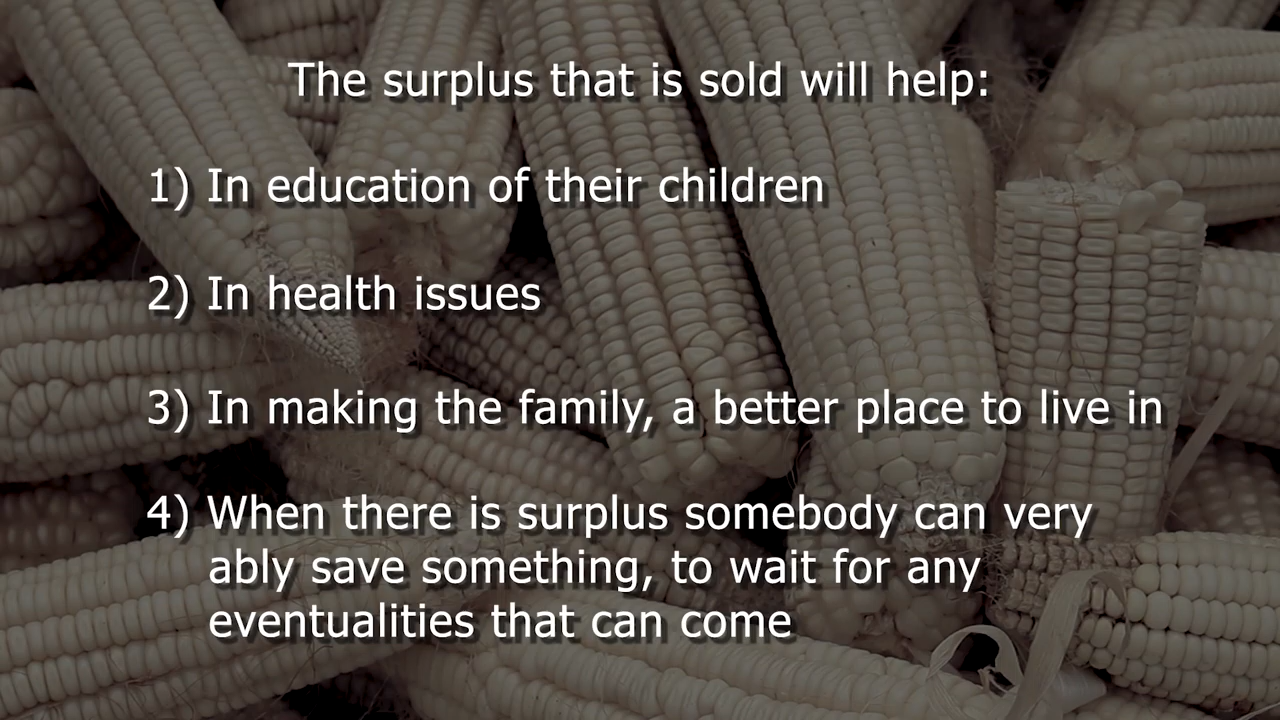 The surplus that is sold will help:
1) In education of their children
2) In health issues
3) In making the family, a better place to live in
4) When there is surplus somebody can very
ably save something, to wait for any
eventualities that can come